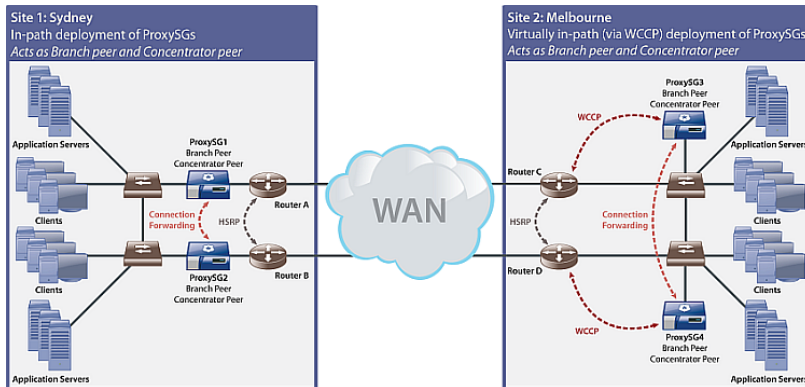 Site 1: Sydney
In-path deployment of ProxySGs
Acts as Branch peer and Concentrator peer
Application Servers
Clients
Clients
Application Servers
ProxySG1
Branch Peer
Concentrator Peer
Connection
Forwarding
ProxySG2
Branch Peer
Concentrator Peer
Router A
HSRP
Router B
WAN
Site 2: Melbourne
Virtually in-path (via WCCP) deployment of ProxySGs
Acts as Branch peer and Concentrator peer
Router C
HSRP
Router D
WCCP
WCCP
ProxySG3
Branch Peer
Concentrator Peer
Connection
Forwarding
ProxySG4
Branch Peer
Concentrator Peer
Application Servers
Clients
Clients
Application Servers